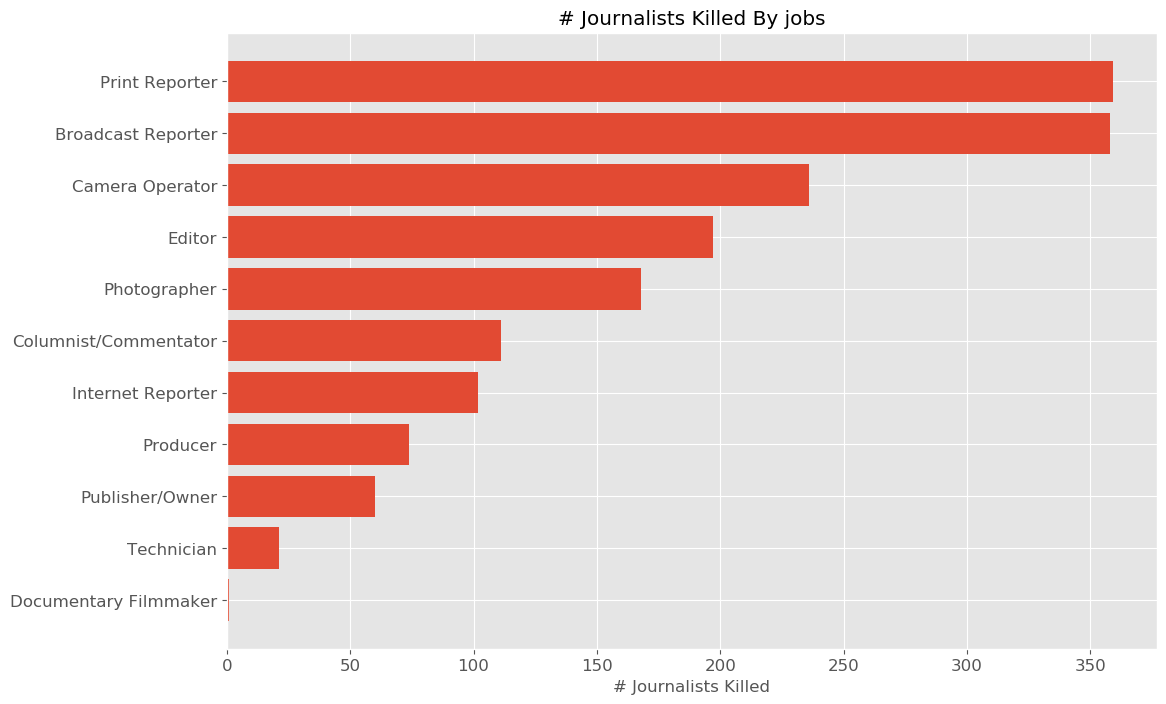 # Journalists Killed By jobs
Print Reporter
Broadcast Reporter
Camera Operator
Editor
Photographer
Columnist/Commentator
Internet Reporter
Producer
Publisher/Owner
Technician
Documentary Filmmaker
0 50 100 150 200 250 300 350
# Journalists Killed